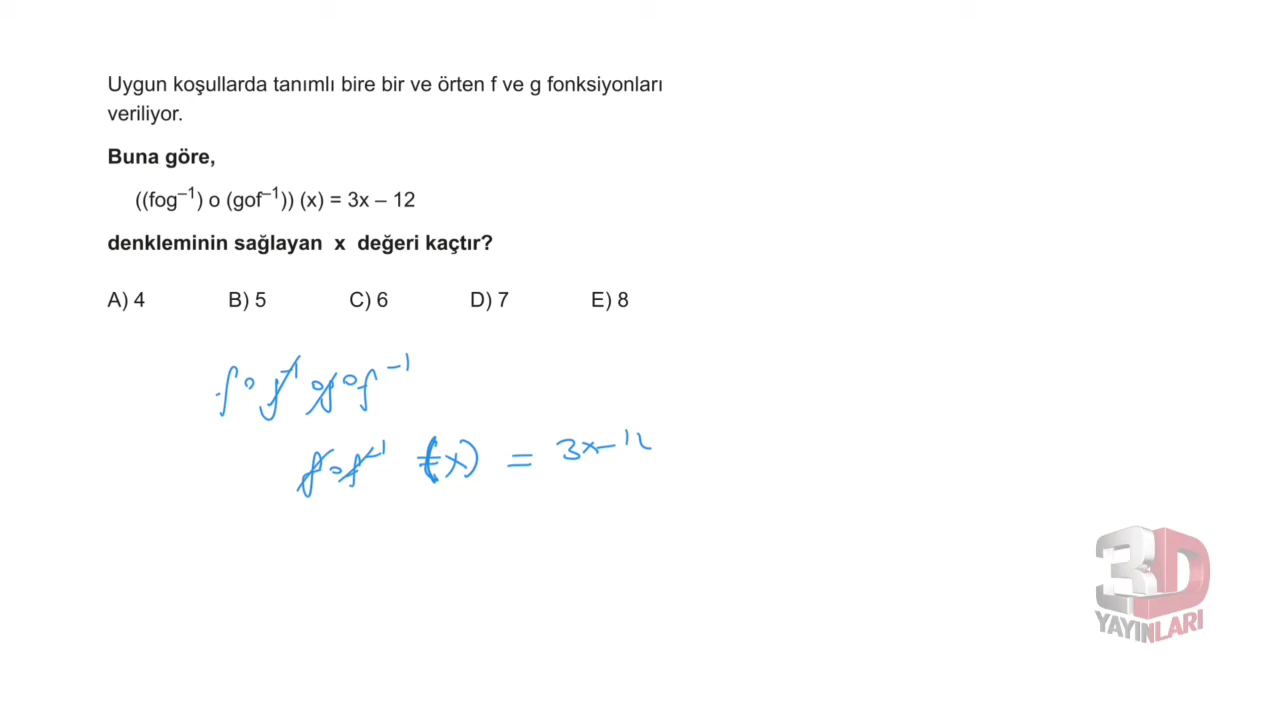 Uygun koşullarda tanımlı bire bir ve örten f ve g fonksiyonları
veriliyor.
Buna göre,
((fog⁻¹) o (gof⁻¹)) (x) = 3x – 12
denkleminin sağlayan x değeri kaçtır?
A) 4 B) 5 C) 6 D) 7 E) 8
f o g⁻¹ o g o f⁻¹
f o f⁻¹ (x) = 3x – 12
3D
YAYINLARI